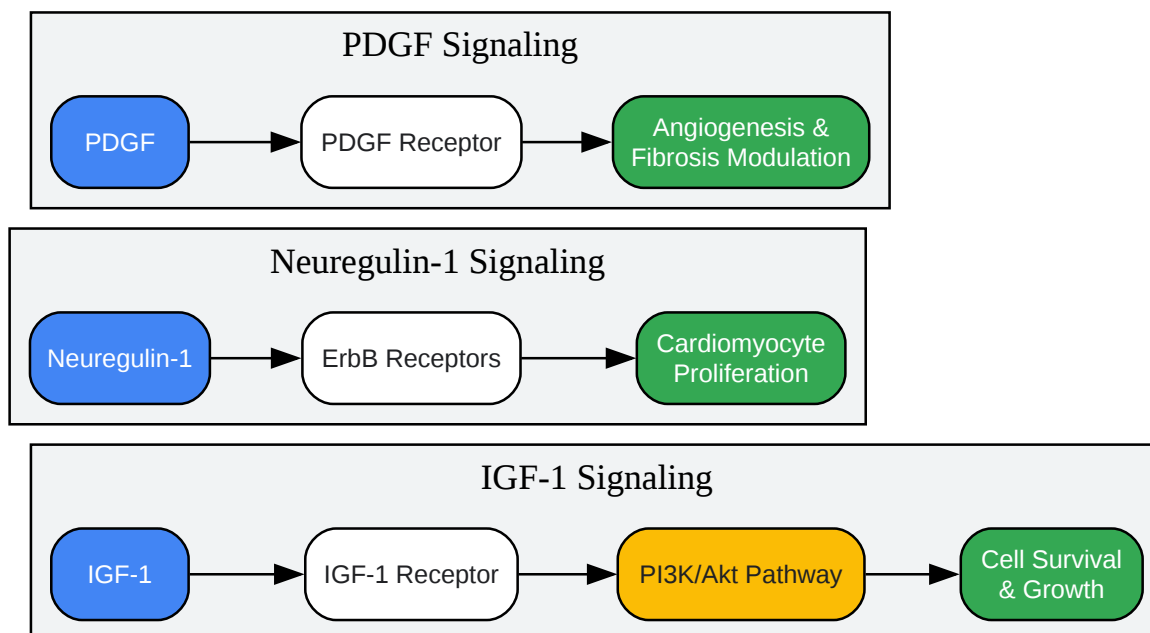 PDGF Signaling
PDGF
PDGF Receptor
Angiogenesis &
Fibrosis Modulation
Neuregulin-1 Signaling
Neuregulin-1
ErbB Receptors
Cardiomyocyte
Proliferation
IGF-1 Signaling
IGF-1
IGF-1 Receptor
PI3K/Akt Pathway
Cell Survival
& Growth